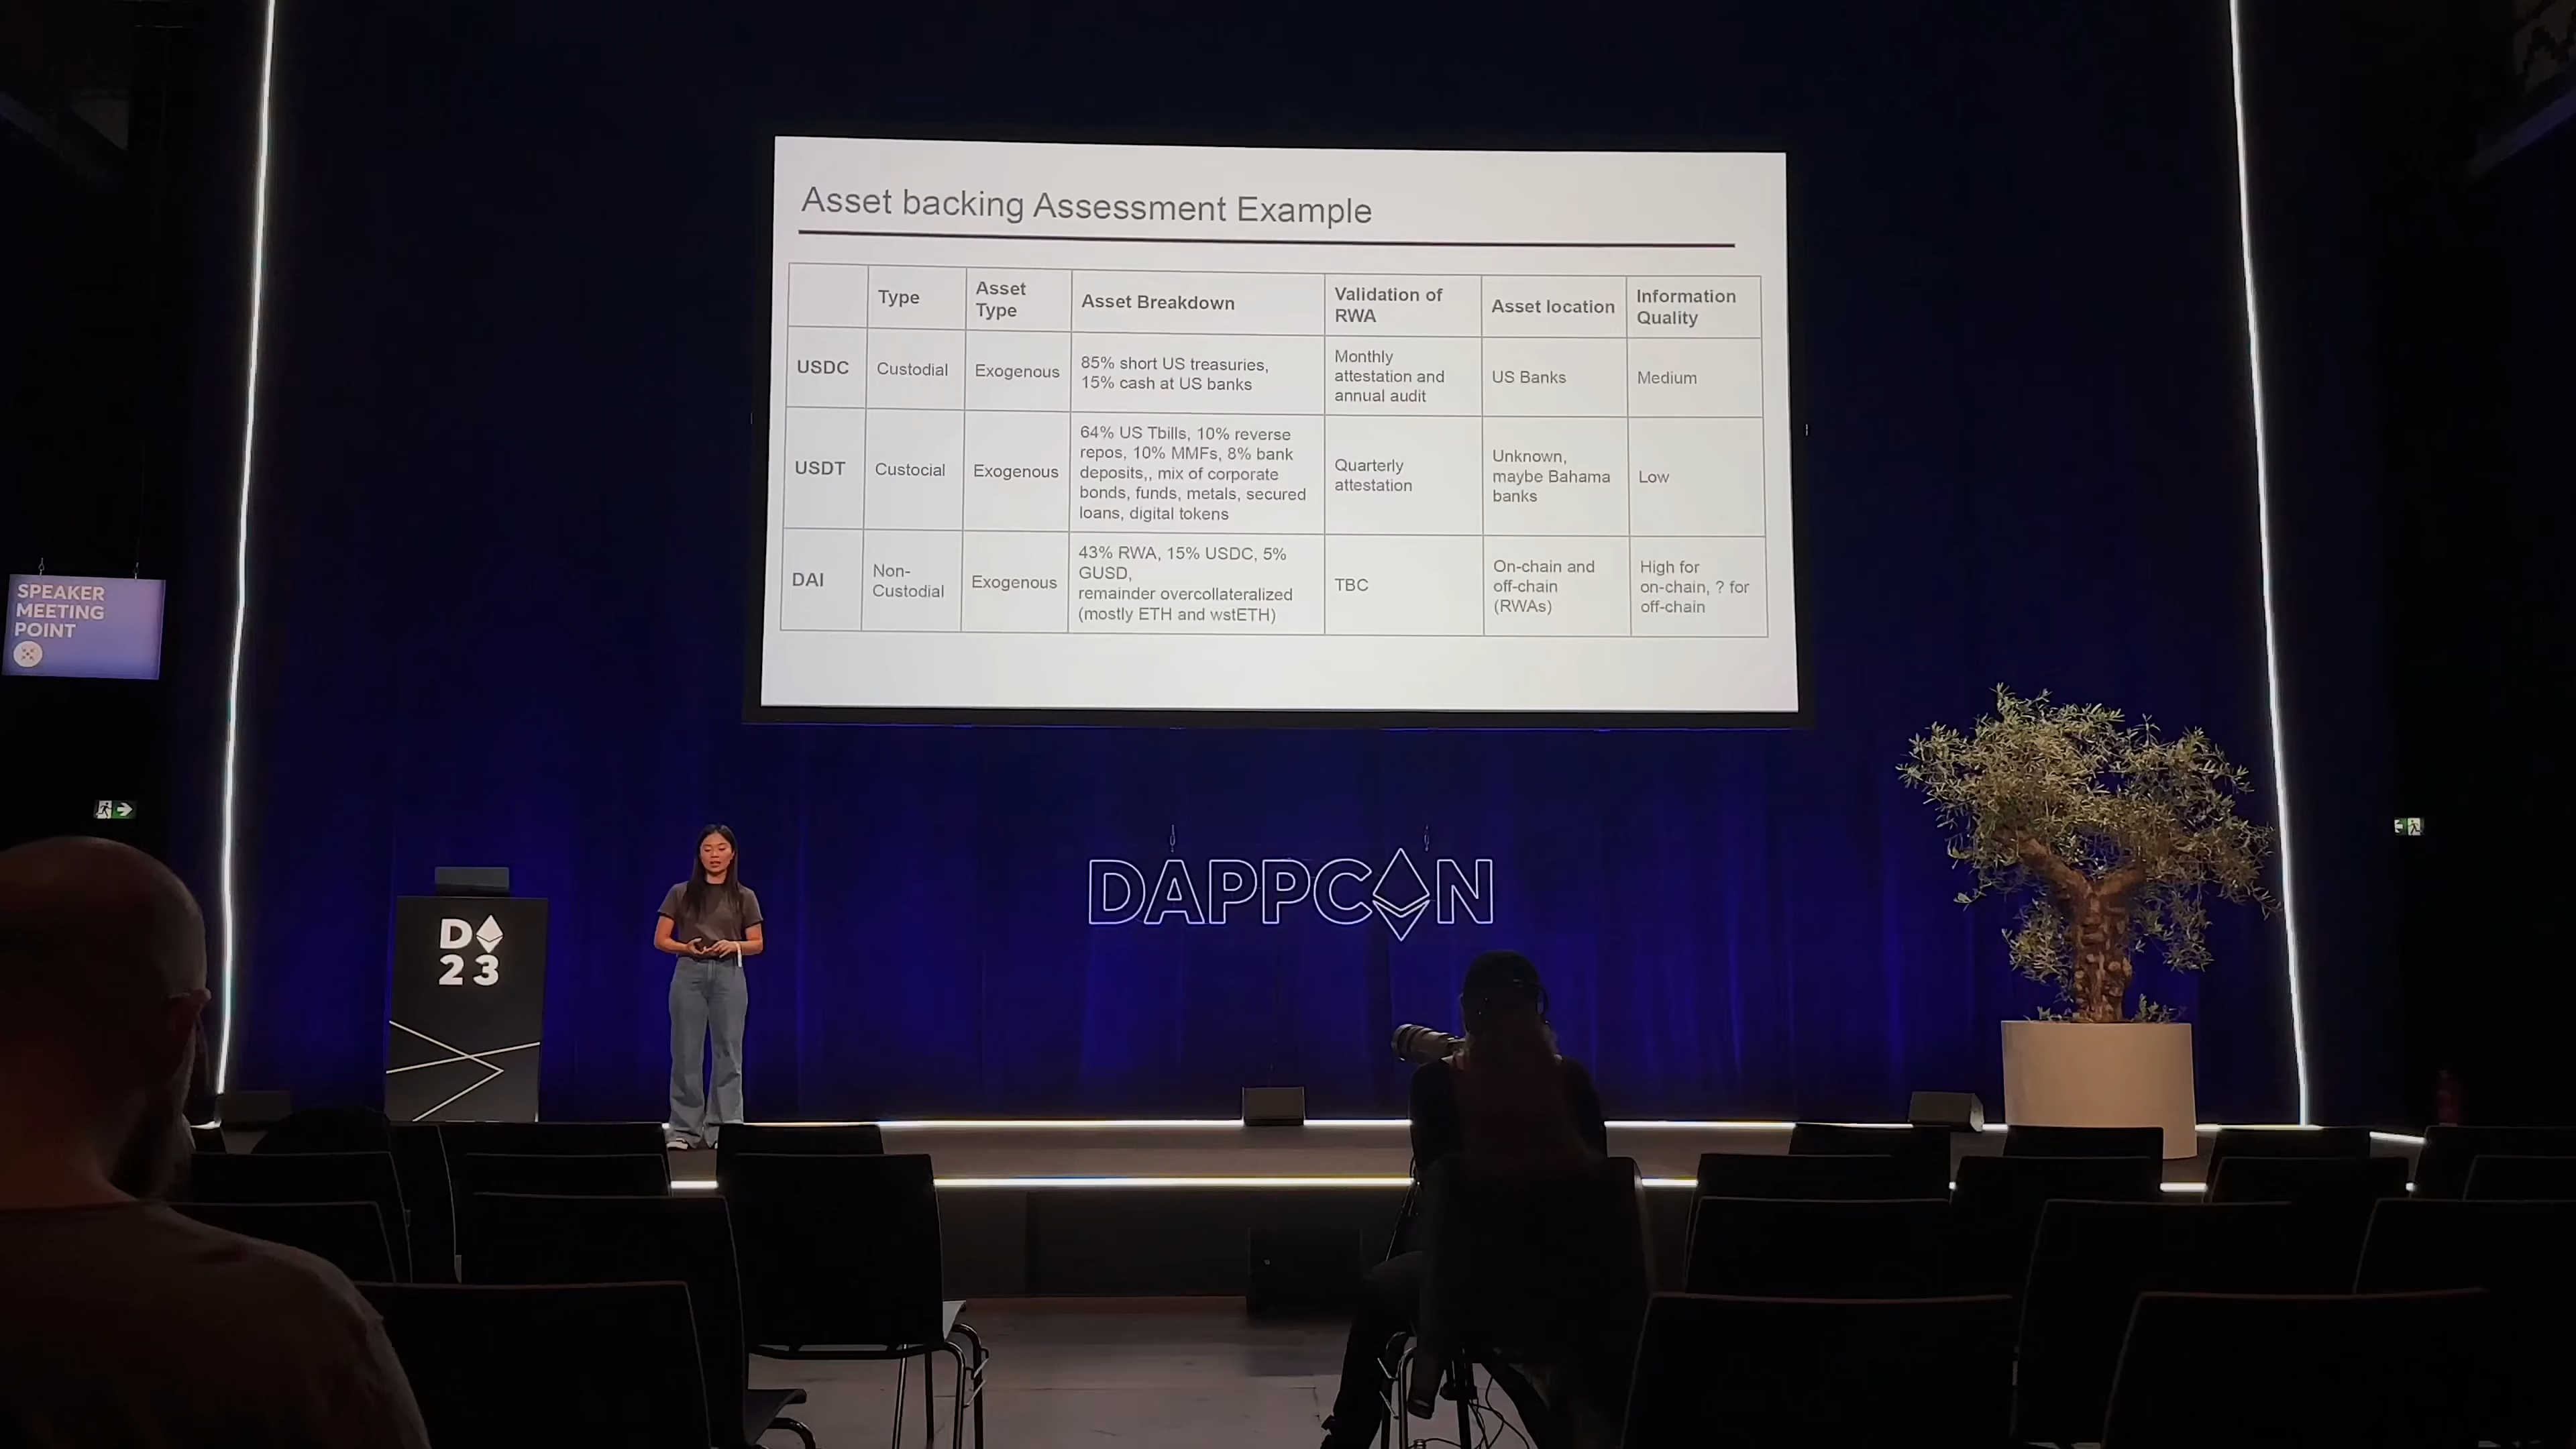 Asset backing Assessment Example
Type
Asset
Type
Asset Breakdown
Validation of
RWA
Asset location
Information
Quality
USDC
Custodial
Exogenous
85% short US treasuries,
15% cash at US banks
Monthly
attestation and
annual audit
US Banks
Medium
USDT
Custocial
Exogenous
64% US Tbills, 10% reverse
repos, 10% MMFs, 8% bank
deposits,, mix of corporate
bonds, funds, metals, secured
loans, digital tokens
Quarterly
attestation
Unknown,
maybe Bahama
banks
Low
DAI
Non-
Custodial
Exogenous
43% RWA, 15% USDC, 5%
GUSD,
remainder overcollateralized
(mostly ETH and wstETH)
TBC
On-chain and
off-chain
(RWAs)
High for
on-chain, ? for
off-chain
SPEAKER
MEETING
POINT
DAPPCON
D
23